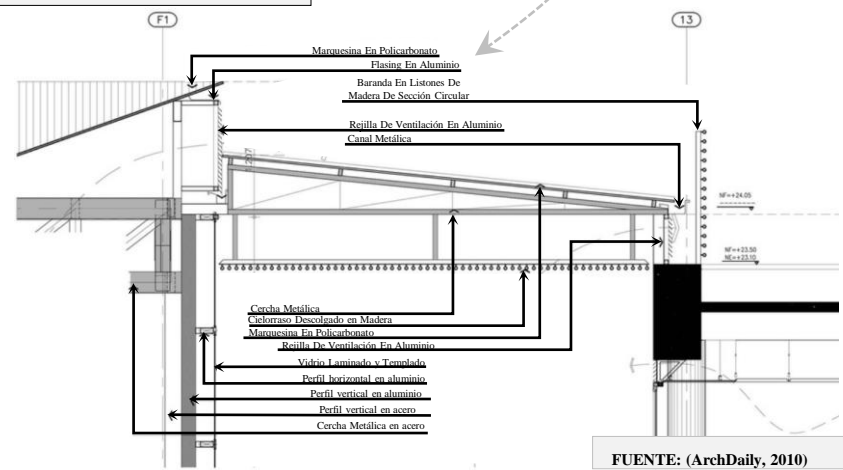 F1
13
Marquesina En Policarbonato
Flasing En Aluminio
Baranda En Listones De
Madera De Sección Circular
Rejilla De Ventilación En Aluminio
Canal Metálica
NF=+24.05
NF=+23.50
NE=+23.10
Cercha Metálica
Cielorraso Descolgado en Madera
Marquesina En Policarbonato
Rejilla De Ventilación En Aluminio
Vidrio Laminado y Templado
Perfil horizontal en aluminio
Perfil vertical en aluminio
Perfil vertical en acero
Cercha Metálica en acero
FUENTE: (ArchDaily, 2010)